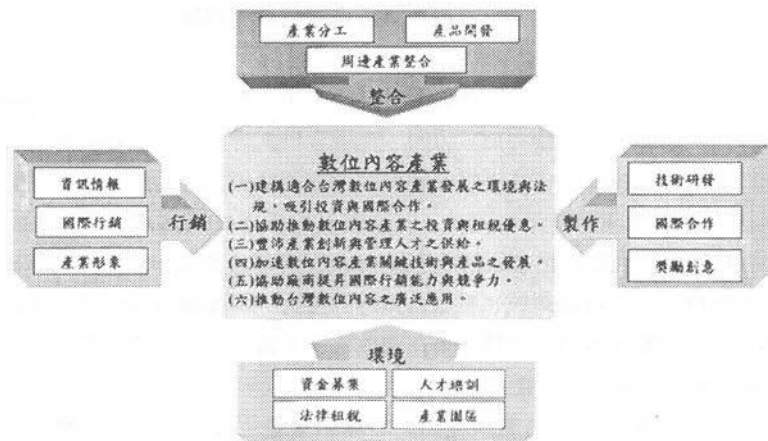 產業分工
產品開發
周邊產業整合
整合
資訊情報
國際行銷
產業形象
行銷
數位內容產業
(一)建構適合台灣數位內容產業發展之環境與法
規，吸引投資與國際合作。
(二)協助推動數位內容產業之投資與租稅優惠。
(三)豐沛產業創新與管理人才之供給。
(四)加速數位內容產業關鍵技術與產品之發展。
(五)協助廠商提昇國際行銷能力與競爭力。
(六)推動台灣數位內容之廣泛應用。
製作
技術研發
國際合作
獎勵創意
環境
資金募集
人才培訓
法律租稅
產業園區